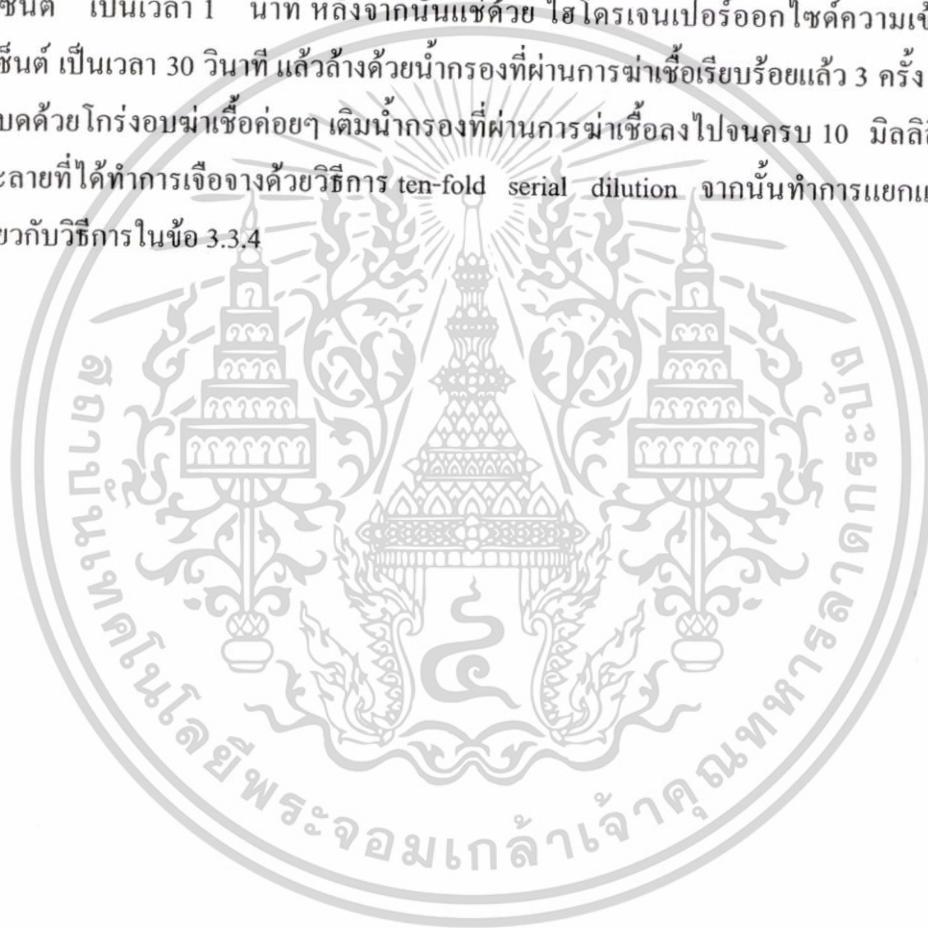 เป็นเวลา 1 นาที หลังจากนั้นแช่ด้วย ไฮโดรเจนเปอร์ออกไซด์ความเข้
ซ็นต์ เป็นเวลา 30 วินาที แล้วล้างด้วยน้ำกรองที่ผ่านการฆ่าเชื้อเรียบร้อยแล้ว 3 ครั้ง
บดด้วยโกร่งอบฆ่าเชื้อค่อยๆ เติมน้ำกรองที่ผ่านการฆ่าเชื้อลงไปจนครบ 10 มิลลิลิ
ะลายที่ได้ทำการเจือจางด้วยวิธีการ ten-fold serial dilution จากนั้นทำการแยกแ
ยวกับวิธีการในข้อ 3.3.4
สถาบันเทคโนโลยีพระจอมเกล้าเจ้าคุณทหารลาดกระบัง